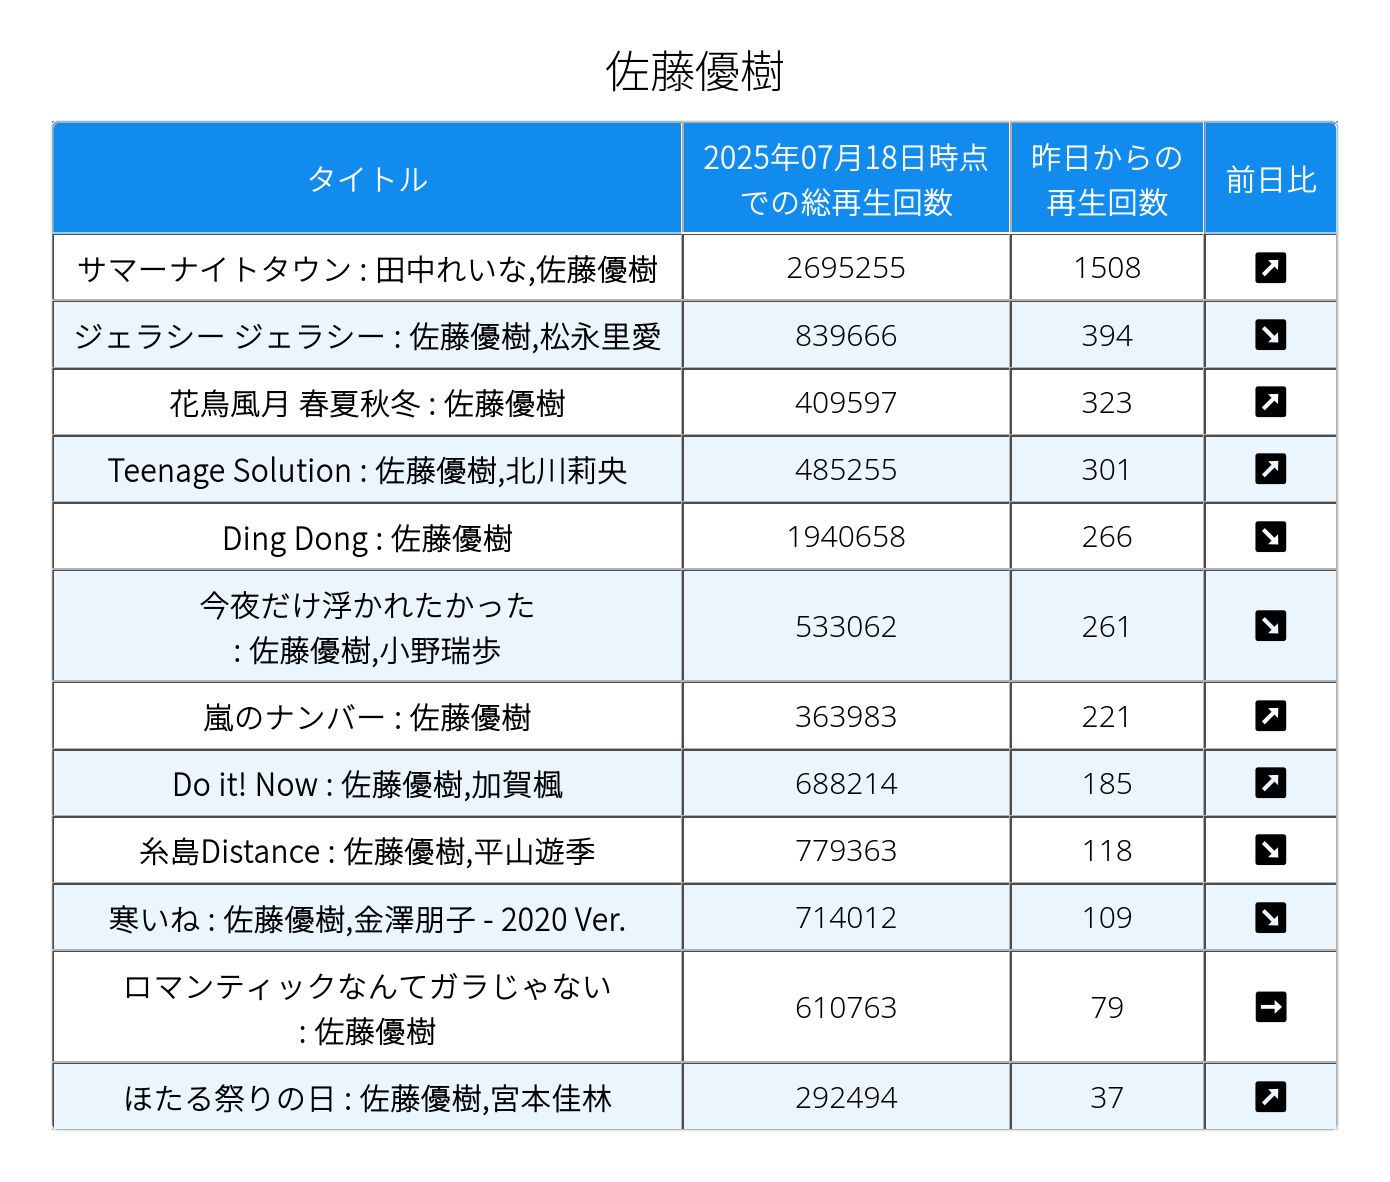 佐藤優樹
タイトル
2025年07月18日時点
での総再生回数
昨日からの
再生回数
前日比
サマーナイトタウン : 田中れいな,佐藤優樹
2695255
1508
ジェラシー ジェラシー : 佐藤優樹,松永里愛
839666
394
花鳥風月 春夏秋冬 : 佐藤優樹
409597
323
Teenage Solution : 佐藤優樹,北川莉央
485255
301
Ding Dong : 佐藤優樹
1940658
266
今夜だけ浮かれたかった
: 佐藤優樹,小野瑞歩
533062
261
嵐のナンバー : 佐藤優樹
363983
221
Do it! Now : 佐藤優樹,加賀楓
688214
185
糸島Distance : 佐藤優樹,平山遊季
779363
118
寒いね : 佐藤優樹,金澤朋子 - 2020 Ver.
714012
109
ロマンティックなんてガラじゃない
: 佐藤優樹
610763
79
ほたる祭りの日 : 佐藤優樹,宮本佳林
292494
37